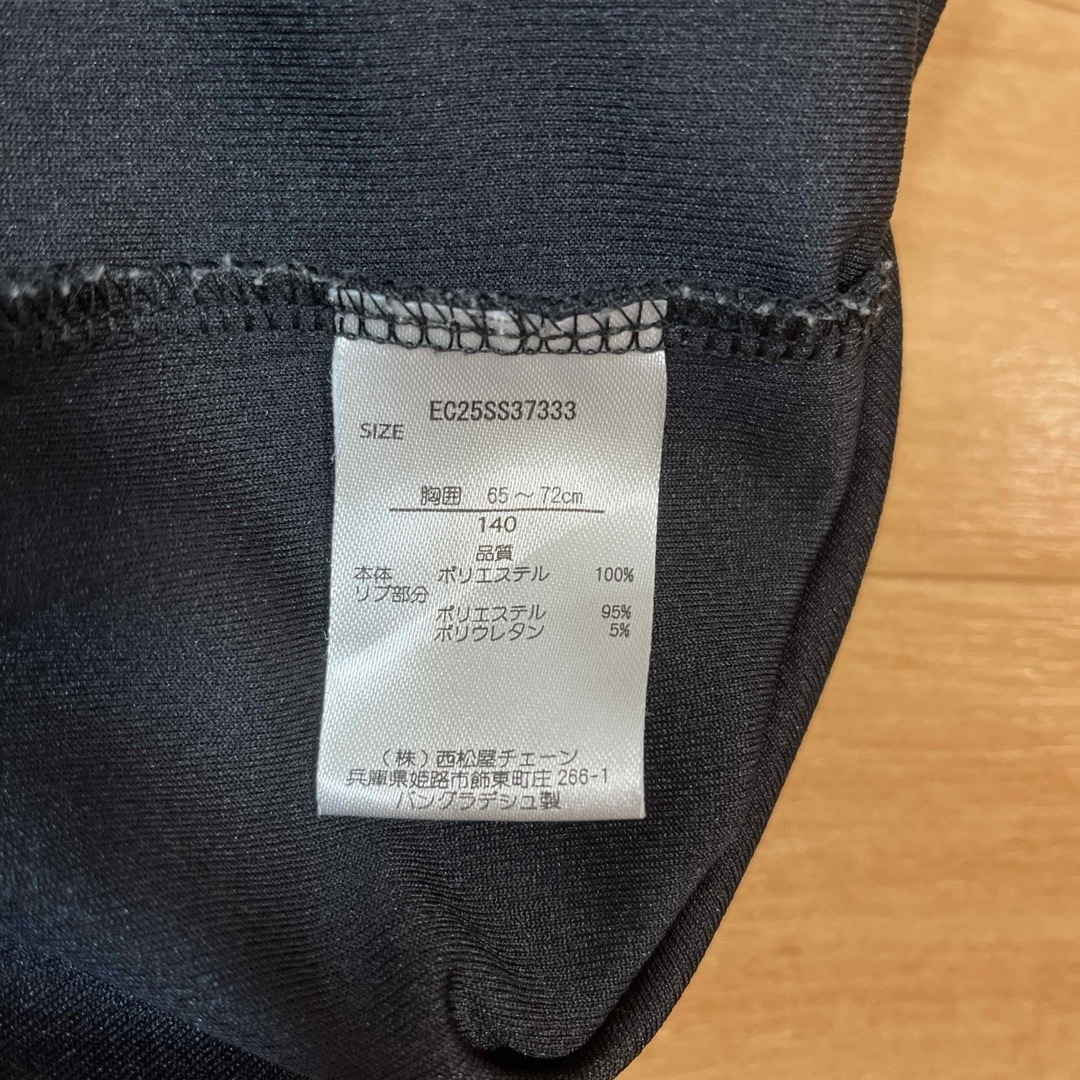 EC25SS37333
SIZE
胸囲 65～72cm
140
品質
本体 ポリエステル 100%
リブ部分
ポリエステル 95%
ポリウレタン 5%
(株)西松屋チェーン
兵庫県姫路市飾東町庄266-1
バングラデシュ製